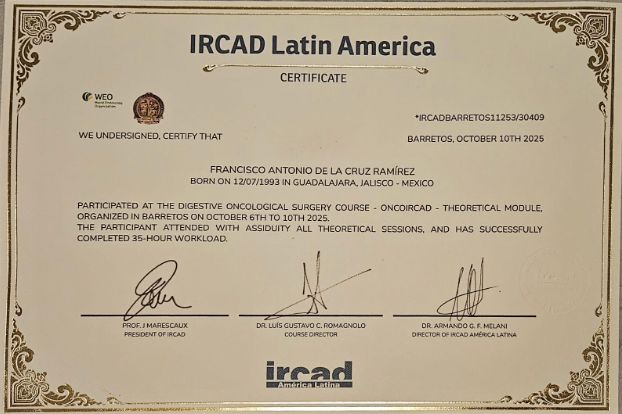 IRCAD Latin America
CERTIFICATE
WEO
World Endoscopy
Organization
*IRCADBARRETOS11253/30409
WE UNDERSIGNED, CERTIFY THAT
BARRETOS, OCTOBER 10TH 2025
FRANCISCO ANTONIO DE LA CRUZ RAMÍREZ
BORN ON 12/07/1993 IN GUADALAJARA, JALISCO - MEXICO
PARTICIPATED AT THE DIGESTIVE ONCOLOGICAL SURGERY COURSE - ONCOIRCAD - THEORETICAL MODULE,
ORGANIZED IN BARRETOS ON OCTOBER 6TH TO 10TH 2025.
THE PARTICIPANT ATTENDED WITH ASSIDUITY ALL THEORETICAL SESSIONS, AND HAS SUCCESSFULLY
COMPLETED 35-HOUR WORKLOAD.
PROF. J MARESCAUX
PRESIDENT OF IRCAD
DR. LUÍS GUSTAVO C. ROMAGNOLO
COURSE DIRECTOR
DR. ARMANDO G. F. MELANI
DIRECTOR OF IRCAD AMÉRICA LATINA
ircad
América Latina